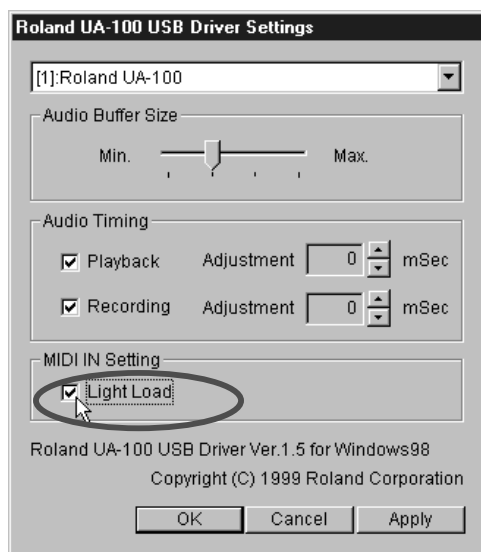 Roland UA-100 USB Driver Settings
[1]:Roland UA-100
Audio Buffer Size
Min. Max.
Audio Timing
Playback Adjustment 0 mSec
Recording Adjustment 0 mSec
MIDI IN Setting
Light Load
Roland UA-100 USB Driver Ver.1.5 for Windows98
Copyright (C) 1999 Roland Corporation
OK Cancel Apply